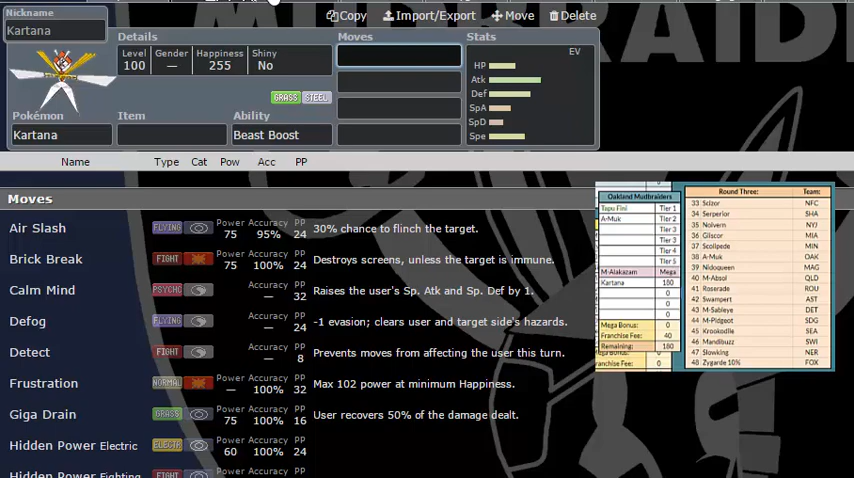 MUDBRAID
Nickname
Kartana
Copy Import/Export Move Delete
Details
Level Gender Happiness Shiny
100 — 255 No
GRASS STEEL
Pokémon Item Ability
Kartana Beast Boost
Moves
Stats
EV
HP
Atk
Def
SpA
SpD
Spe
Name Type Cat Pow Acc PP
Moves
Air Slash FLYING Power 75 Accuracy 95% PP 24 30% chance to flinch the target.
Brick Break FIGHT Power 75 Accuracy 100% PP 24 Destroys screens, unless the target is immune.
Calm Mind PSYCHC Accuracy — PP 32 Raises the user's Sp. Atk and Sp. Def by 1.
Defog FLYING Accuracy — PP 24 -1 evasion; clears user and target side's hazards.
Detect FIGHT Accuracy — PP 8 Prevents moves from affecting the user this turn.
Frustration NORMAL Power — Accuracy 100% PP 32 Max 102 power at minimum Happiness.
Giga Drain GRASS Power 75 Accuracy 100% PP 16 User recovers 50% of the damage dealt.
Hidden Power Electric ELECTR Power 60 Accuracy 100% PP 24
Hidden Power Fighting FIGHT Power Accuracy PP
Oakland Mudbraiders
Tapu Fini Tier 1
A-Muk Tier 2
Tier 3
Tier 3
Tier 4
Tier 5
M-Alakazam Mega
Kartana 180
0
0
0
Mega Bonus: 0
Franchise Fee: 40
Remaining: 180
Mega Bonus:
Franchise Fee:
Round Three: Team:
33 Scizor NFC
34 Serperior SHA
35 Noivern NYJ
36 Gliscor MIA
37 Scolipede MIN
38 A-Muk OAK
39 Nidoqueen MAG
40 M-Absol QLD
41 Roserade ROU
42 Swampert AST
43 M-Sableye DET
44 M-Pidgeot SDG
45 Krookodile SEA
46 Mandibuzz SWI
47 Slowking NER
48 Zygarde 10% FOX